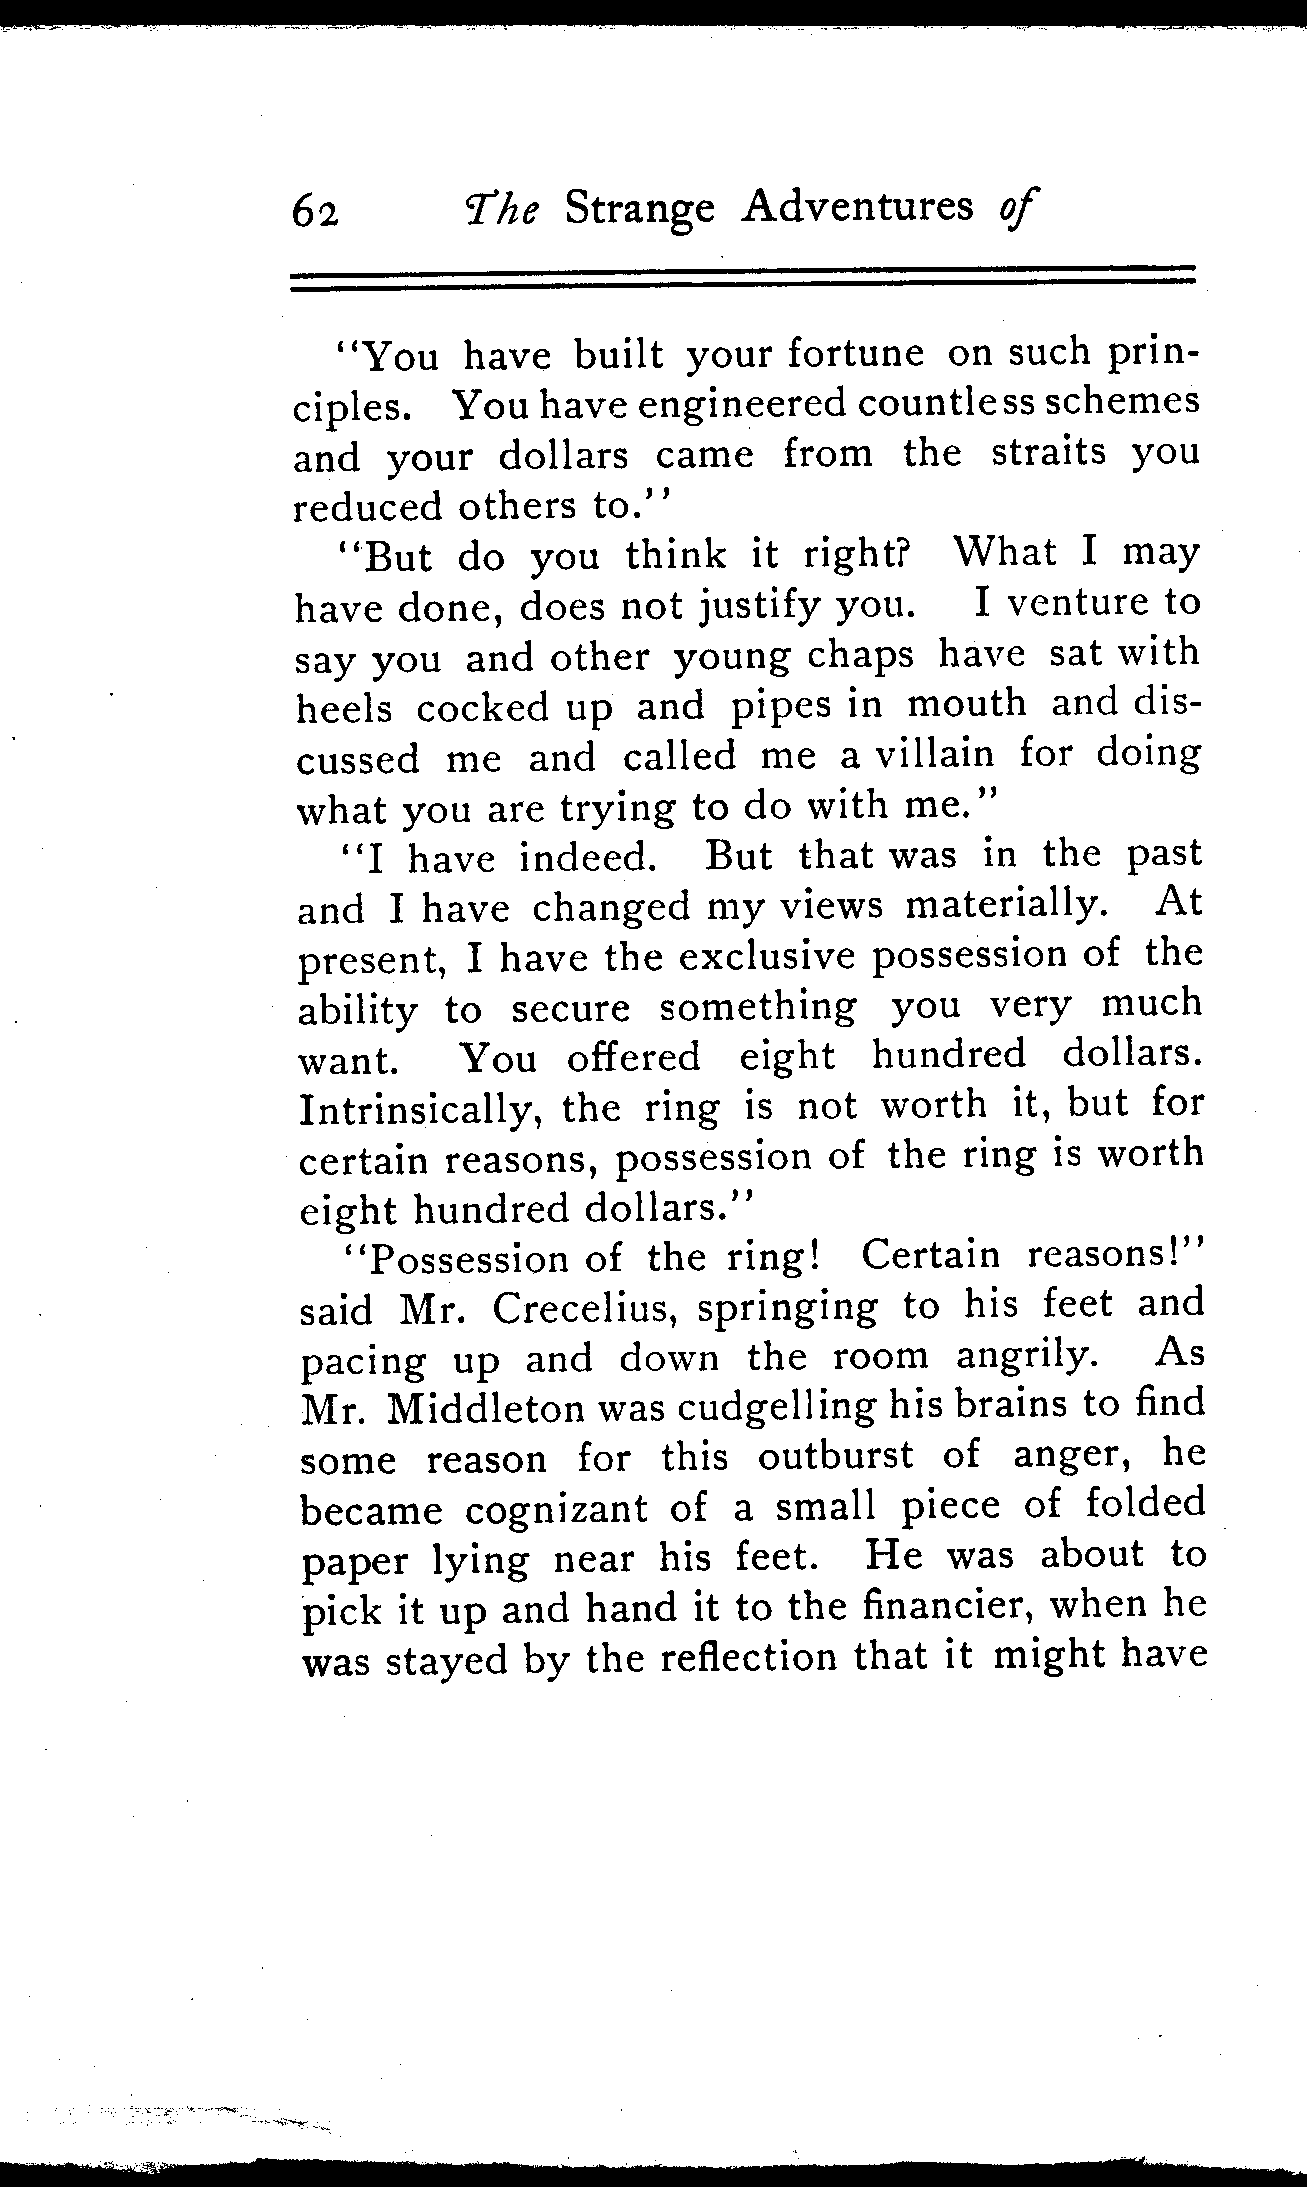 62 The Strange Adventures of
"You have built your fortune on such prin-
ciples. You have engineered countless schemes
and your dollars came from the straits you
reduced others to."
"But do you think it right? What I may
have done, does not justify you. I venture to
say you and other young chaps have sat with
heels cocked up and pipes in mouth and dis-
cussed me and called me a villain for doing
what you are trying to do with me."
"I have indeed. But that was in the past
and I have changed my views materially. At
present, I have the exclusive possession of the
ability to secure something you very much
want. You offered eight hundred dollars.
Intrinsically, the ring is not worth it, but for
certain reasons, possession of the ring is worth
eight hundred dollars."
"Possession of the ring! Certain reasons!"
said Mr. Crecelius, springing to his feet and
pacing up and down the room angrily. As
Mr. Middleton was cudgelling his brains to find
some reason for this outburst of anger, he
became cognizant of a small piece of folded
paper lying near his feet. He was about to
pick it up and hand it to the financier, when he
was stayed by the reflection that it might have